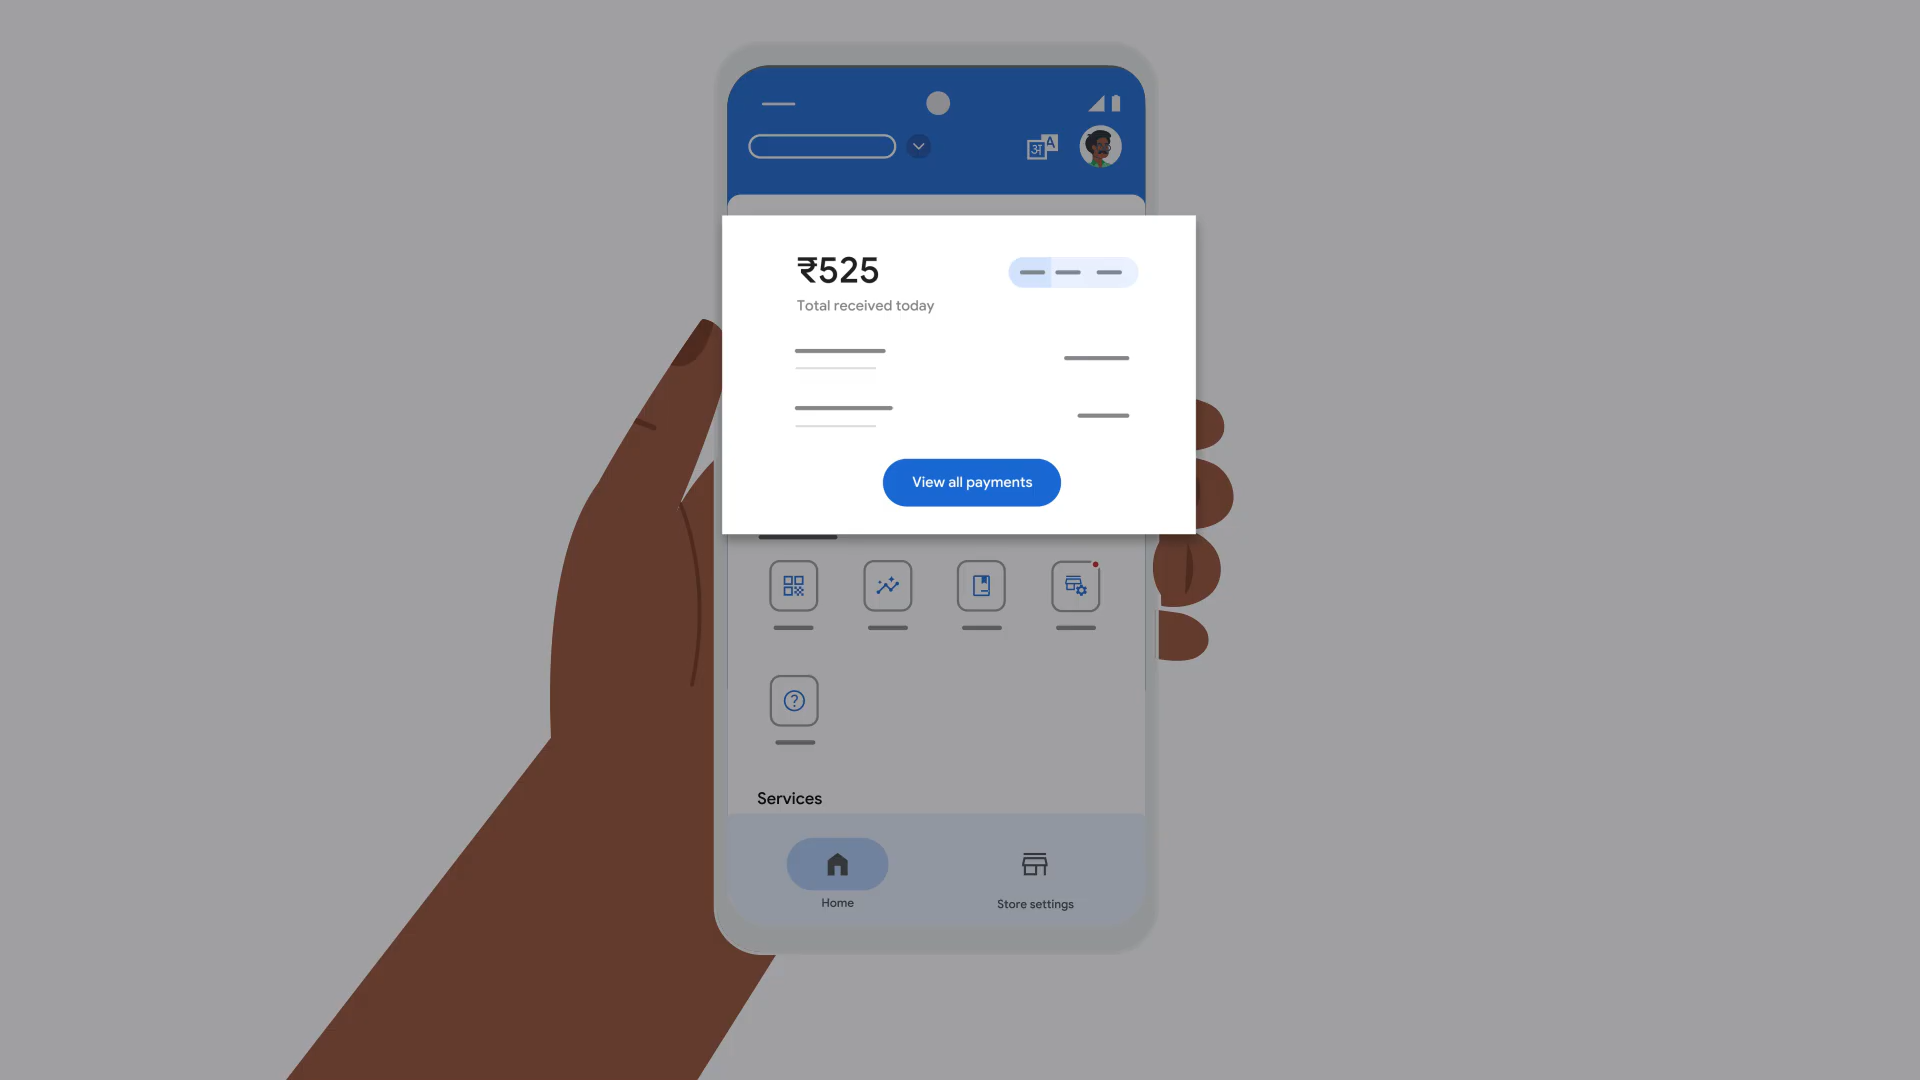 अ A
₹525
Total received today
View all payments
Services
Home
Store settings